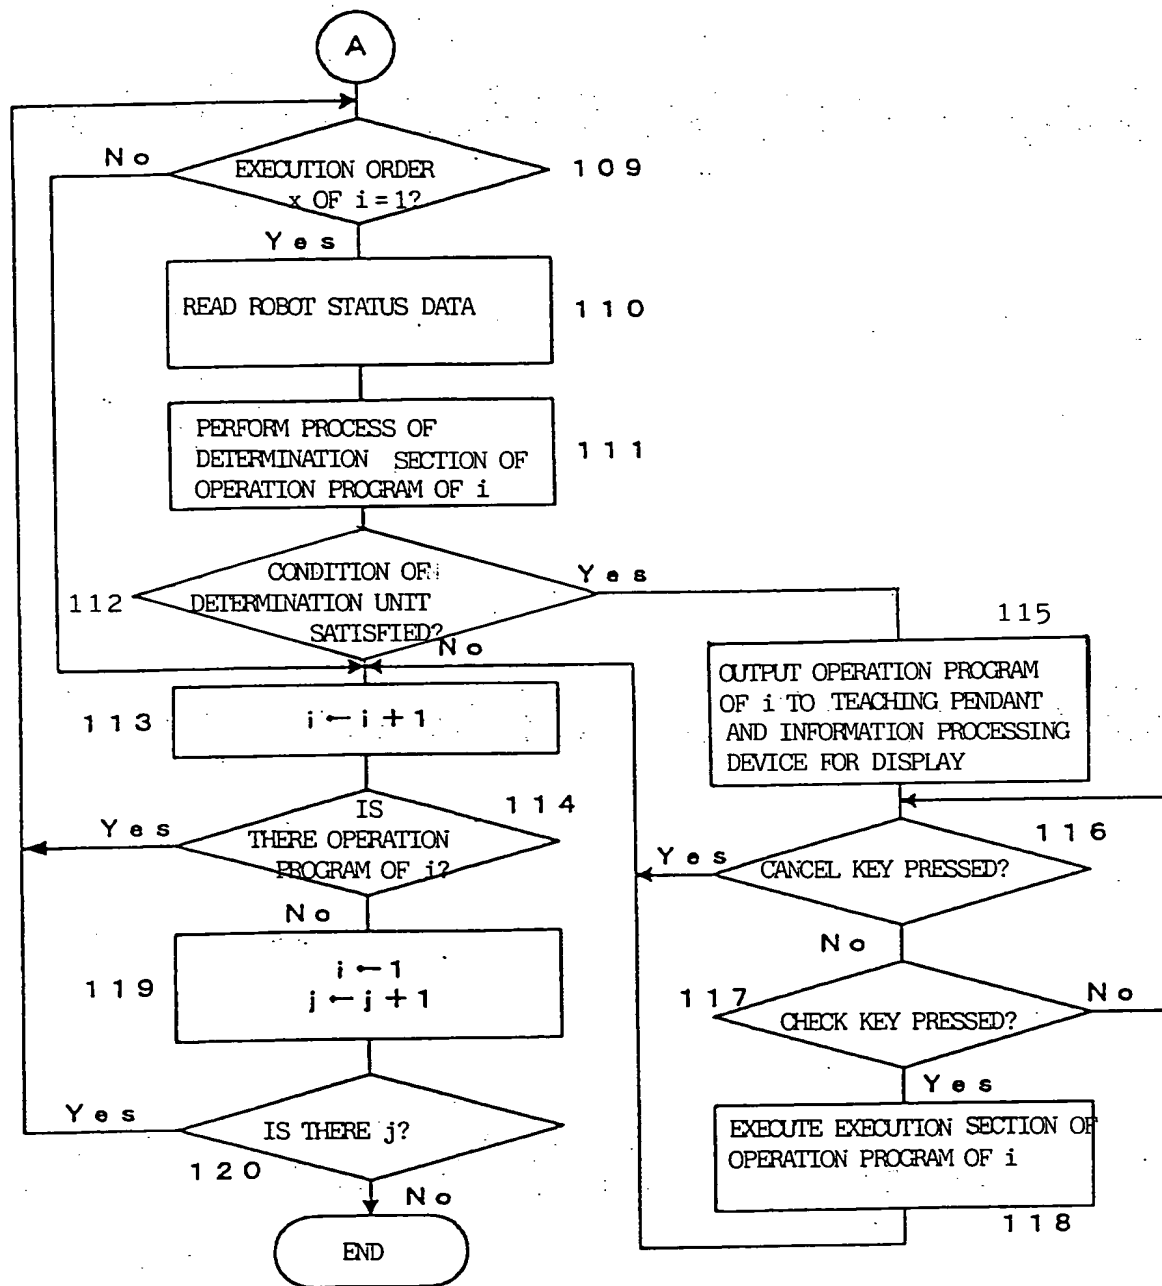 A
No
EXECUTION ORDER
x OF i=1?
109
Yes
READ ROBOT STATUS DATA
110
PERFORM PROCESS OF
DETERMINATION SECTION OF
OPERATION PROGRAM OF i
111
CONDITION OF
DETERMINATION UNIT
SATISFIED?
112
Yes
No
115
OUTPUT OPERATION PROGRAM
OF i TO TEACHING PENDANT
AND INFORMATION PROCESSING
DEVICE FOR DISPLAY
113
i ← i + 1
114
IS
THERE OPERATION
PROGRAM OF i?
Yes
No
116
CANCEL KEY PRESSED?
Yes
No
119
i ← 1
j ← j + 1
117
CHECK KEY PRESSED?
No
Yes
IS THERE j?
Yes
120
No
EXECUTE EXECUTION SECTION OF
OPERATION PROGRAM OF i
118
END